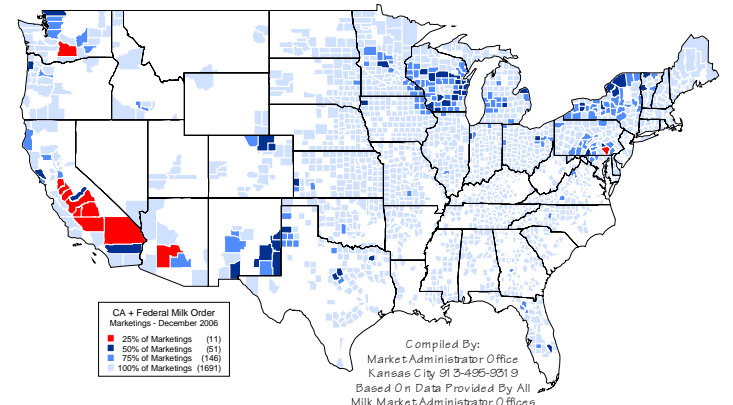 CA + Federal Milk Order
Marketings - December 2006
25% of Marketings (11)
50% of Marketings (51)
75% of Marketings (146)
100% of Marketings (1691)
Compiled By:
Market Administrator Office
Kansas City 913-495-9319
Based On Data Provided By All
Milk Market Administrator Offices